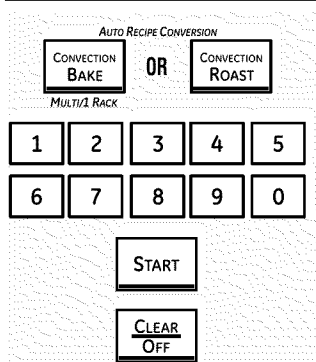 AUTO RECIPE CONVERSION
CONVECTION
BAKE
OR
CONVECTION
ROAST
MULTI/1 RACK
1 2 3 4 5
6 7 8 9 0
START
CLEAR
OFF